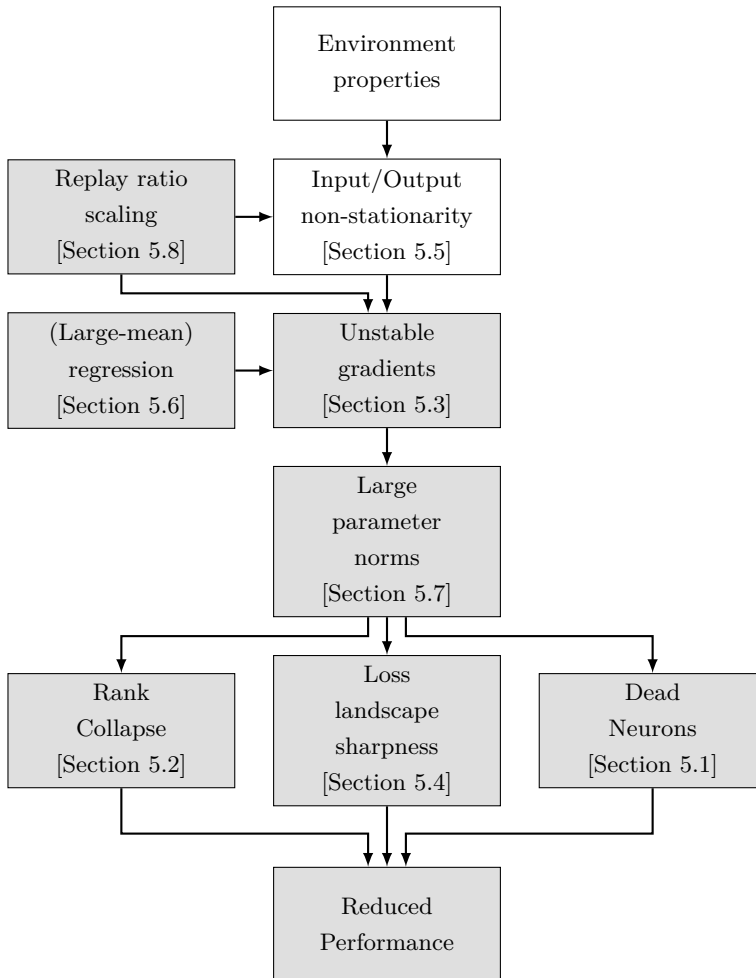 Environment
properties
Replay ratio
scaling
[Section 5.8]
Input/Output
non-stationarity
[Section 5.5]
(Large-mean)
regression
[Section 5.6]
Unstable
gradients
[Section 5.3]
Large
parameter
norms
[Section 5.7]
Rank
Collapse
[Section 5.2]
Loss
landscape
sharpness
[Section 5.4]
Dead
Neurons
[Section 5.1]
Reduced
Performance